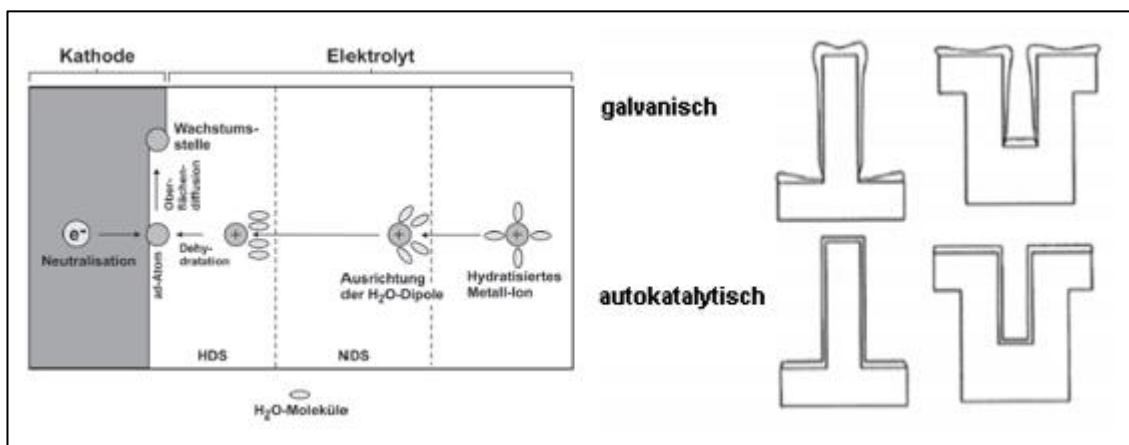 Kathode
Elektrolyt
Wachstums-
stelle
Ober-
flächen-
diffusion
e⁻
Neutralisation
ad-Atom
+
Dehy-
dratation
+
Ausrichtung
der H₂O-Dipole
+
Hydratisiertes
Metall-Ion
HDS
NDS
H₂O-Moleküle
galvanisch
autokatalytisch